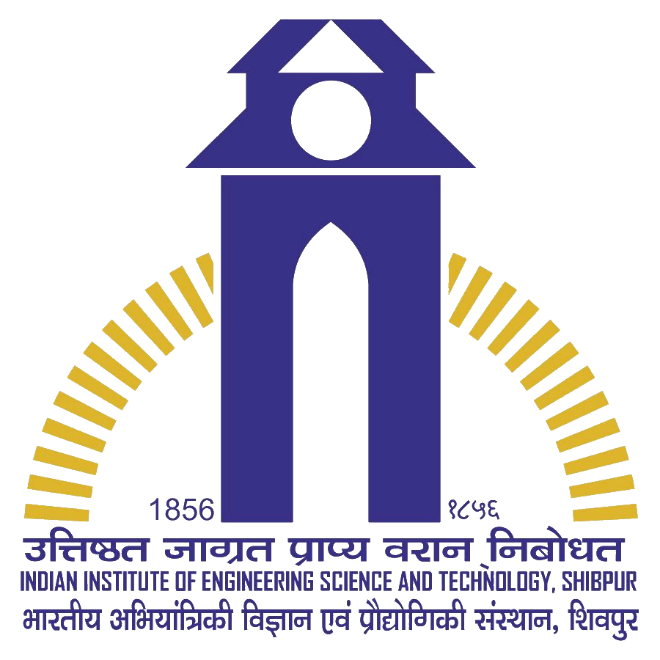 1856 १८५६
उत्तिष्ठत जाग्रत प्राप्य वरान् निबोधत
INDIAN INSTITUTE OF ENGINEERING SCIENCE AND TECHNOLOGY, SHIBPUR
भारतीय अभियांत्रिकी विज्ञान एवं प्रौद्योगिकी संस्थान, शिवपुर